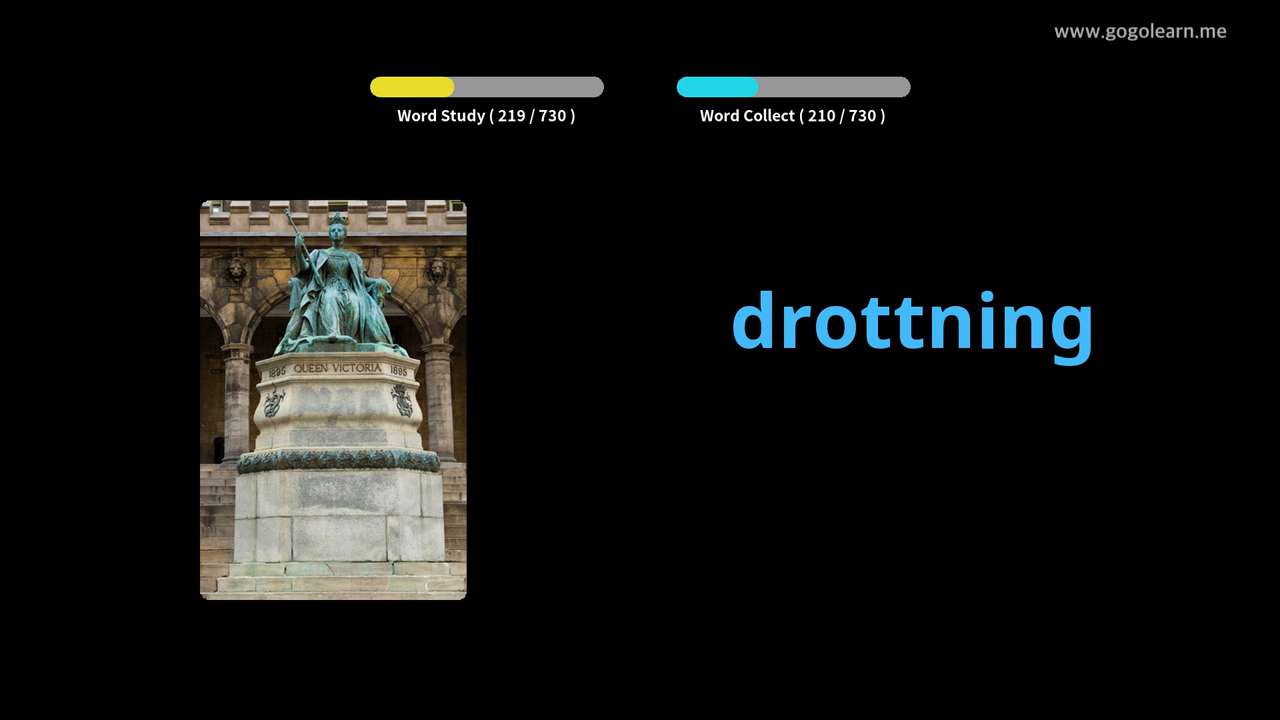 www.gogolearn.me
Word Study ( 219 / 730 )
Word Collect ( 210 / 730 )
drottning
1895 QUEEN VICTORIA 1895